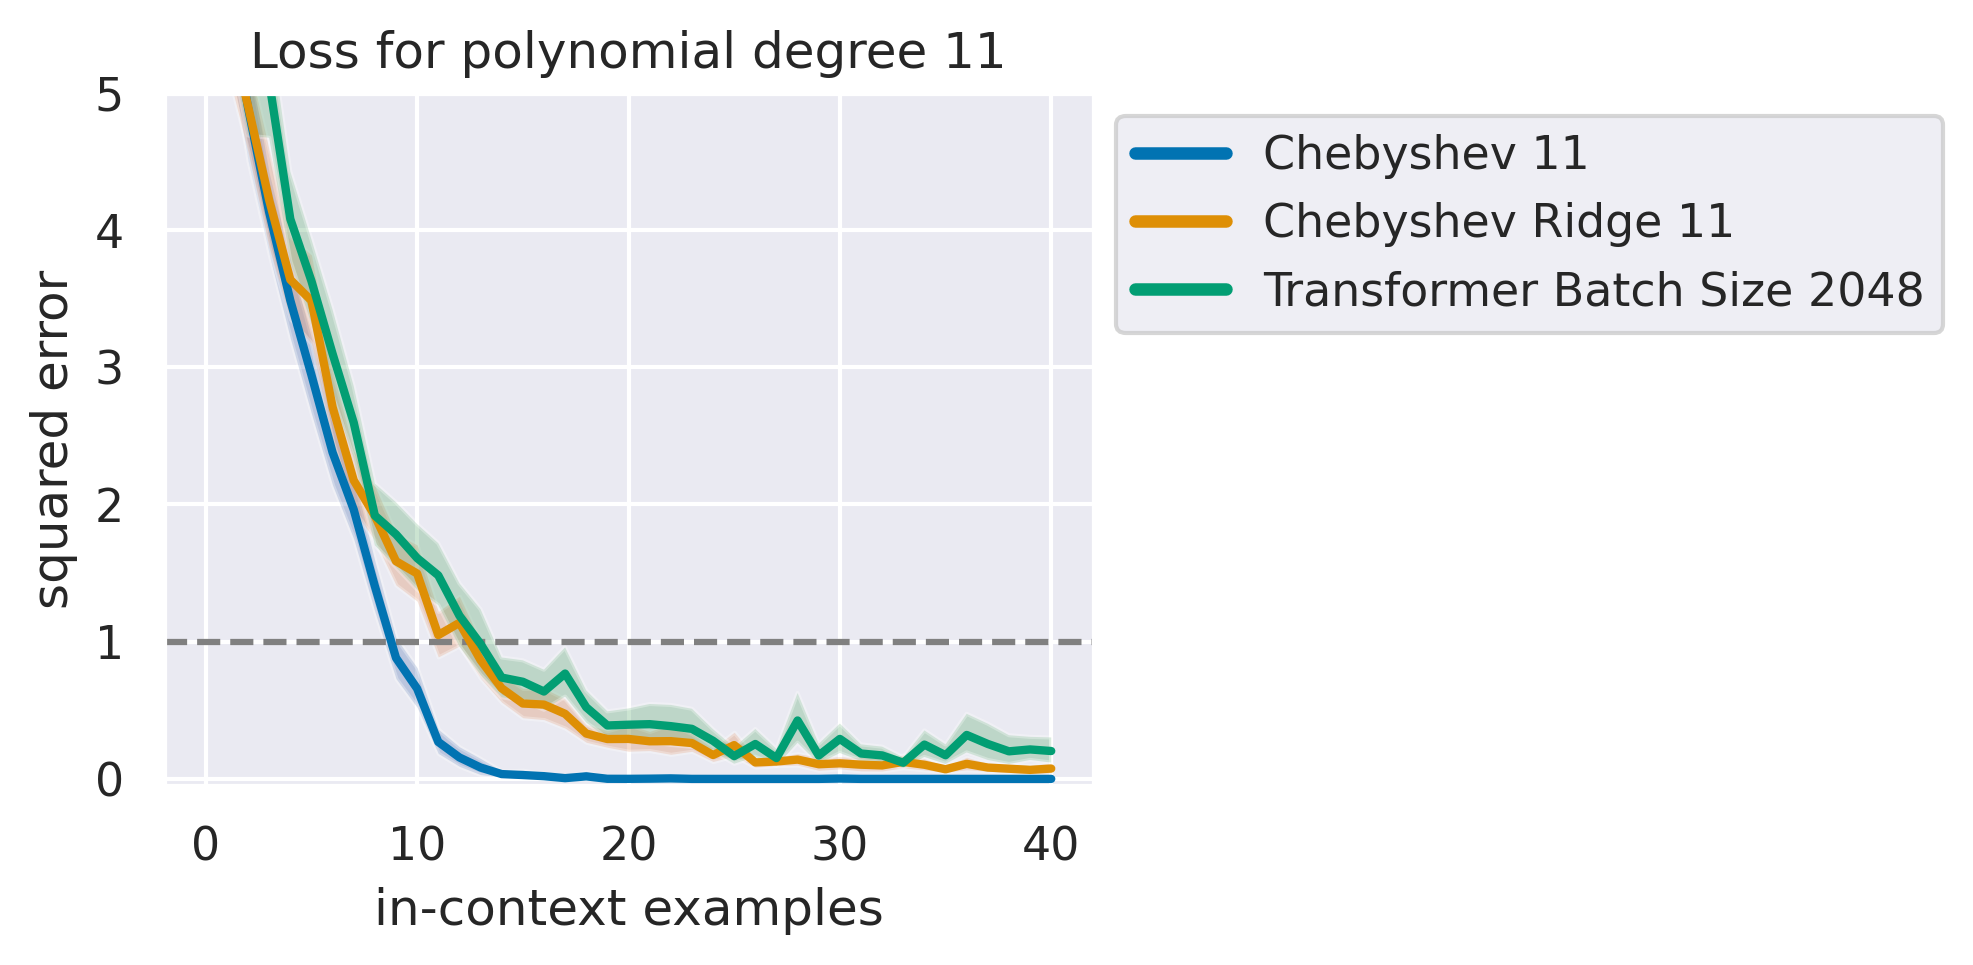 Loss for polynomial degree 11
5
4
3
2
1
0
squared error
0 10 20 30 40
in-context examples
Chebyshev 11
Chebyshev Ridge 11
Transformer Batch Size 2048